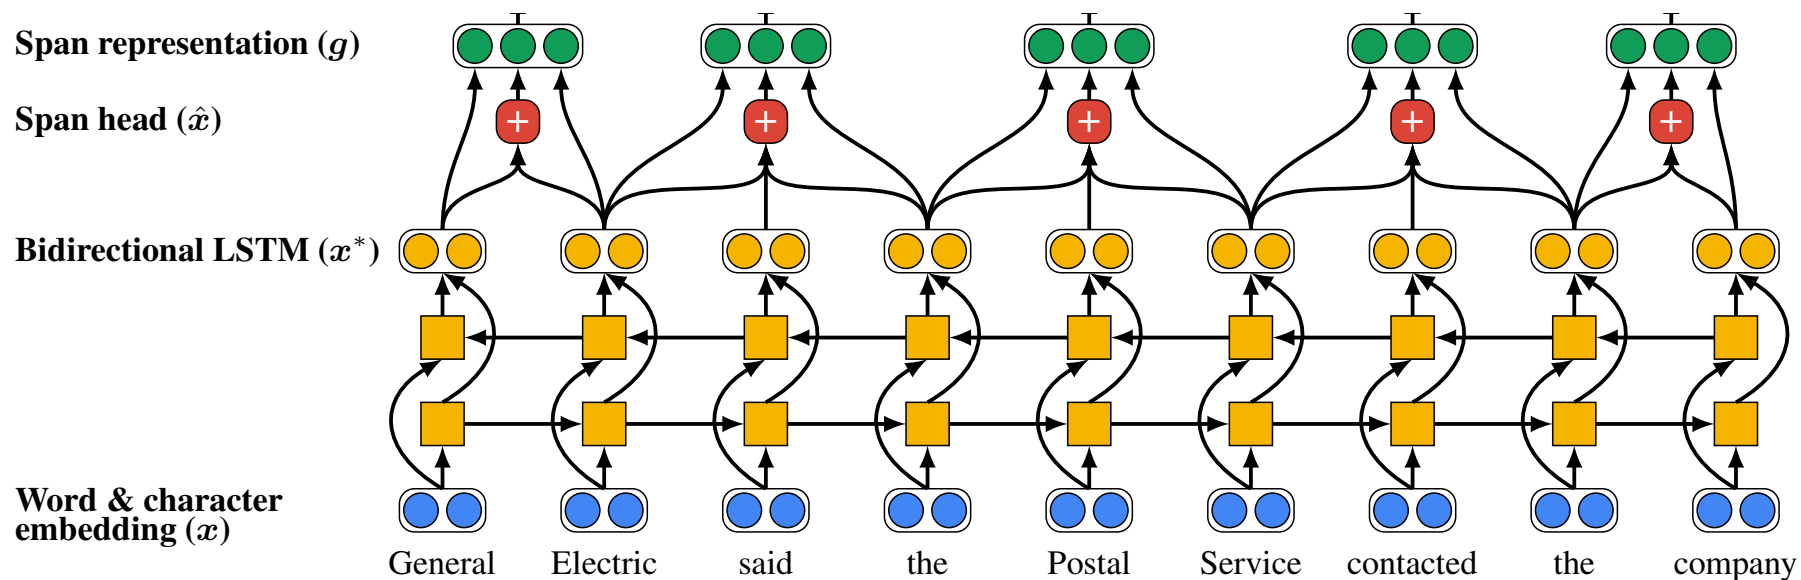 Span representation (g)
Span head (x̂)
+ + + + +
Bidirectional LSTM (x*)
Word & character
embedding (x)
General Electric said the Postal Service contacted the company